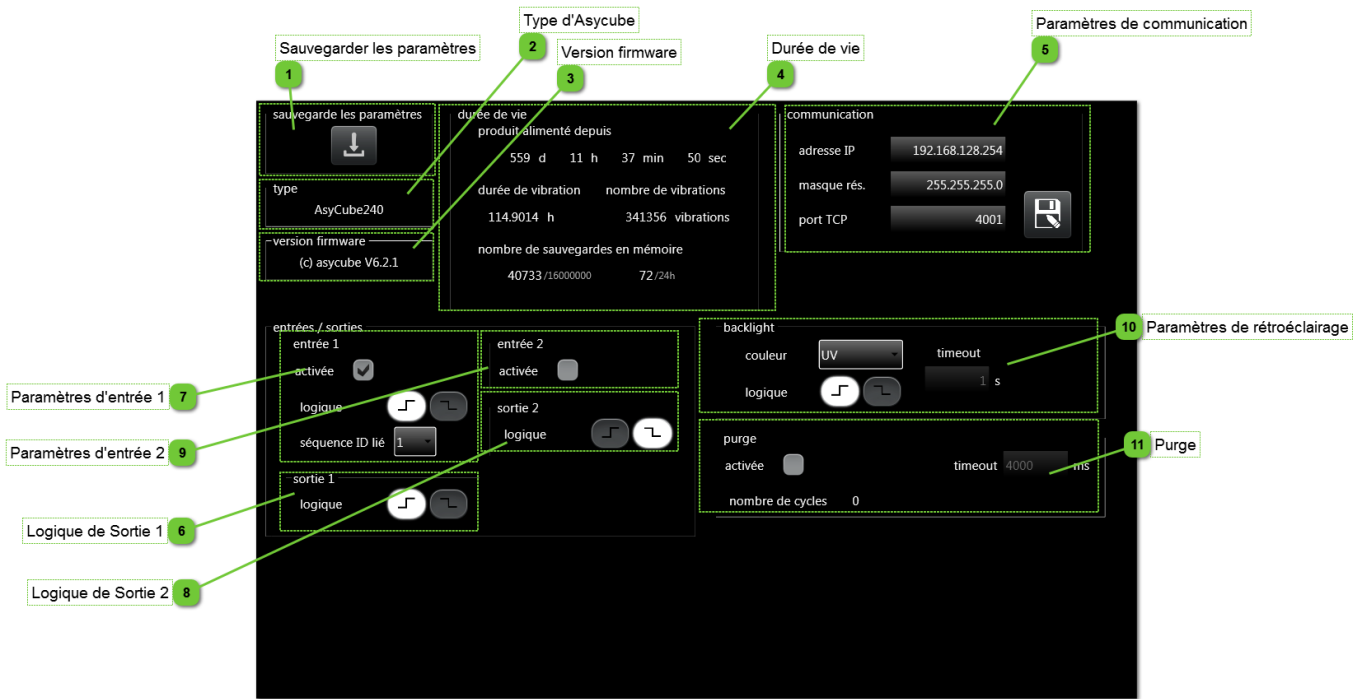 Type d'Asycube
2
Paramètres de communication
5
Sauvegarder les paramètres
1
Version firmware
3
Durée de vie
4
sauvegarde les paramètres
type
AsyCube240
version firmware
(c) asycube V6.2.1
durée de vie
produit alimenté depuis
559 d 11 h 37 min 50 sec
durée de vibration nombre de vibrations
114.9014 h 341356 vibrations
nombre de sauvegardes en mémoire
40733 /16000000 72 /24h
communication
adresse IP 192.168.128.254
masque rés. 255.255.255.0
port TCP 4001
entrées / sorties
entrée 1
activée
logique
séquence ID lié 1
sortie 1
logique
entrée 2
activée
sortie 2
logique
backlight
couleur UV timeout
1 s
logique
purge
activée timeout 4000 ms
nombre de cycles 0
10 Paramètres de rétroéclairage
11 Purge
Paramètres d'entrée 1 7
Paramètres d'entrée 2 9
Logique de Sortie 1 6
Logique de Sortie 2 8